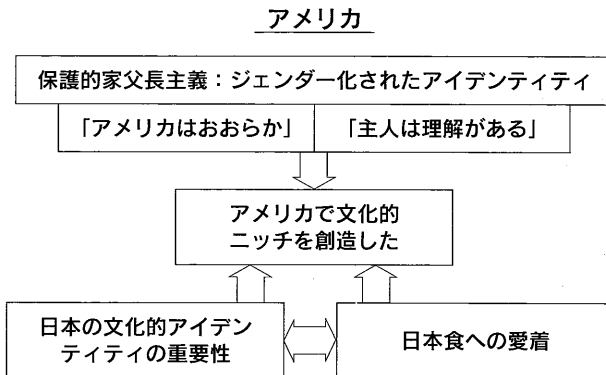 アメリカ
保護的家父長主義：ジェンダー化されたアイデンティティ
「アメリカはおおらか」
「主人は理解がある」
アメリカで文化的
ニッチを創造した
日本の文化的アイデン
ティティの重要性
日本食への愛着